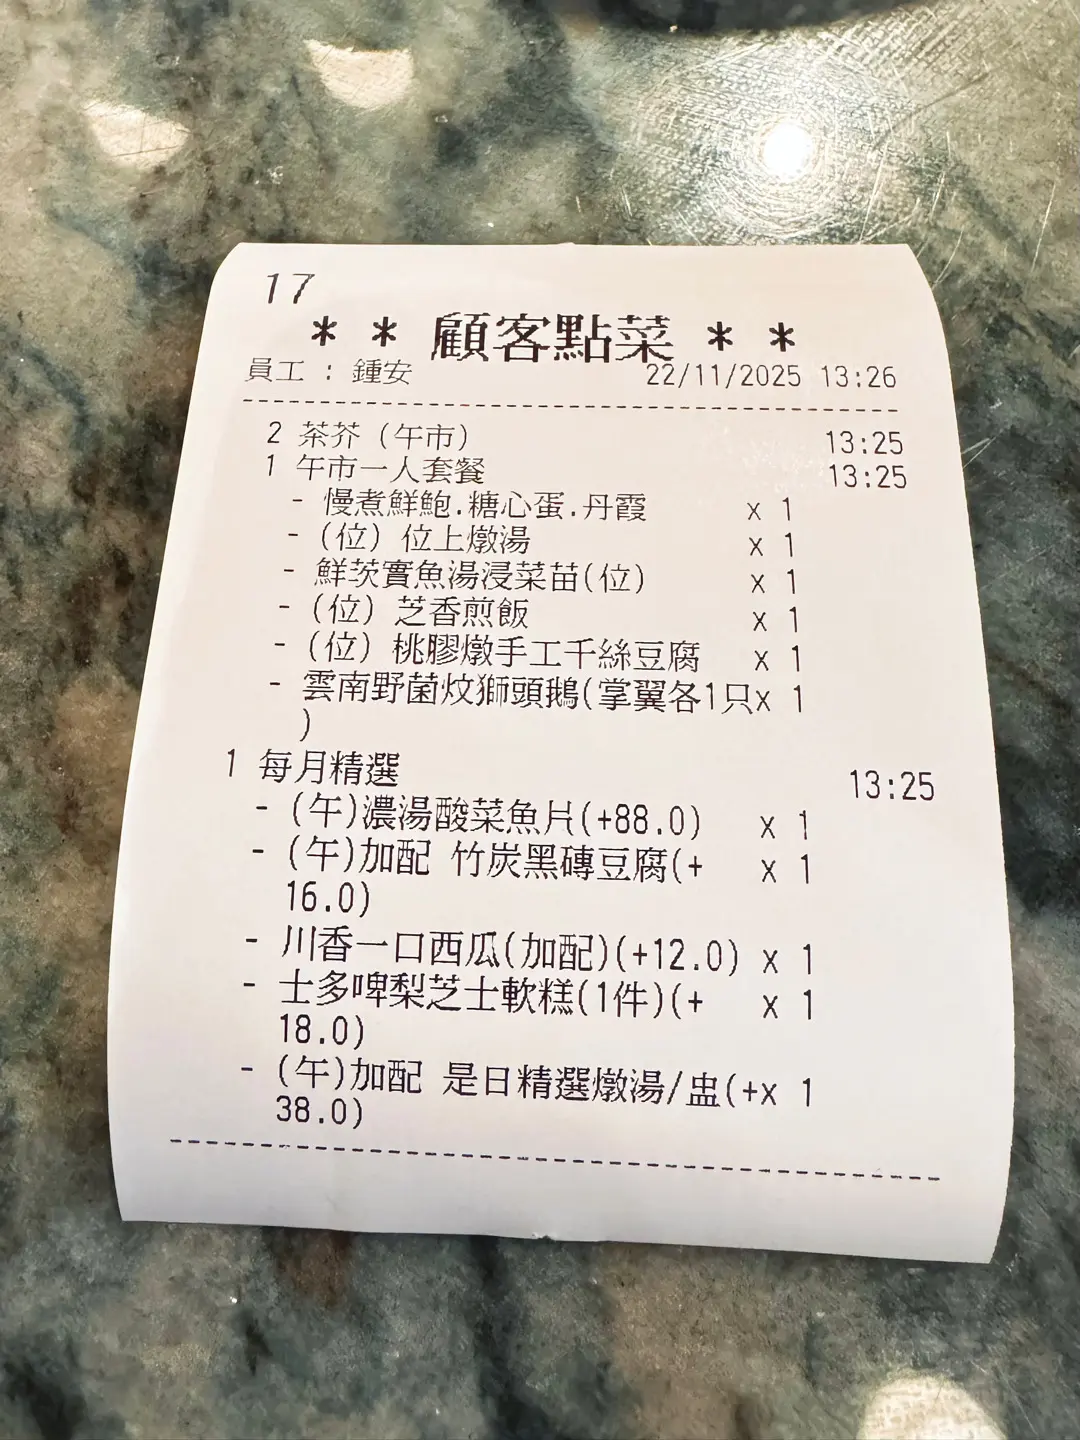 17
** 顧客點菜 **
員工 : 鍾安 22/11/2025 13:26
2 茶芥 (午市) 13:25
1 午市一人套餐 13:25
- 慢煮鮮鮑.糖心蛋.丹霞 x 1
- (位) 位上燉湯 x 1
- 鮮茨實魚湯浸菜苗(位) x 1
- (位) 芝香煎飯 x 1
- (位) 桃膠燉手工千絲豆腐 x 1
- 雲南野菌炆獅頭鵝(掌翼各1只x 1
)
1 每月精選 13:25
- (午)濃湯酸菜魚片(+88.0) x 1
- (午)加配 竹炭黑磚豆腐(+ x 1
16.0)
- 川香一口西瓜(加配)(+12.0) x 1
- 士多啤梨芝士軟糕(1件)(+ x 1
18.0)
- (午)加配 是日精選燉湯/盅(+x 1
38.0)